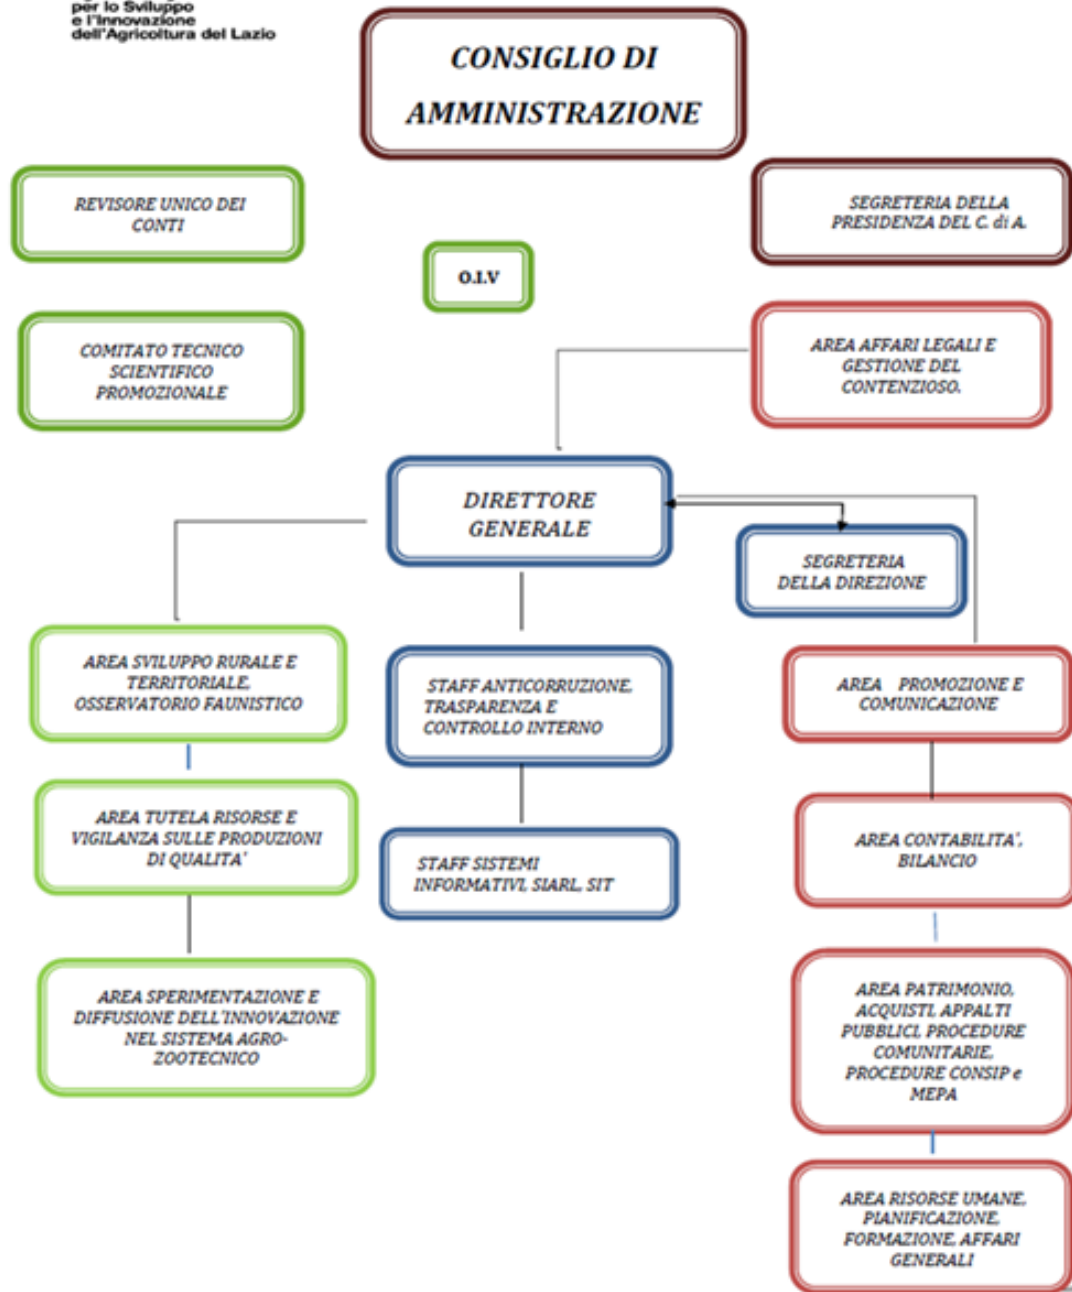 per lo Sviluppo
e l'Innovazione
dell'Agricoltura del Lazio
CONSIGLIO DI
AMMINISTRAZIONE
REVISORE UNICO DEI
CONTI
SEGRETERIA DELLA
PRESIDENZA DEL C. di A.
O.I.V
COMITATO TECNICO
SCIENTIFICO
PROMOZIONALE
AREA AFFARI LEGALI E
GESTIONE DEL
CONTENZIOSO.
DIRETTORE
GENERALE
SEGRETERIA
DELLA DIREZIONE
AREA SVILUPPO RURALE E
TERRITORIALE,
OSSERVATORIO FAUNISTICO
STAFF ANTICORRUZIONE,
TRASPARENZA E
CONTROLLO INTERNO
AREA PROMOZIONE E
COMUNICAZIONE
AREA TUTELA RISORSE E
VIGILANZA SULLE PRODUZIONI
DI QUALITA'
STAFF SISTEMI
INFORMATIVI, SIARL, SIT
AREA CONTABILITA',
BILANCIO
AREA SPERIMENTAZIONE E
DIFFUSIONE DELL'INNOVAZIONE
NEL SISTEMA AGRO-
ZOOTECNICO
AREA PATRIMONIO,
ACQUISTI, APPALTI
PUBBLICI, PROCEDURE
COMUNITARIE,
PROCEDURE CONSIP e
MEPA
AREA RISORSE UMANE,
PIANIFICAZIONE,
FORMAZIONE, AFFARI
GENERALI